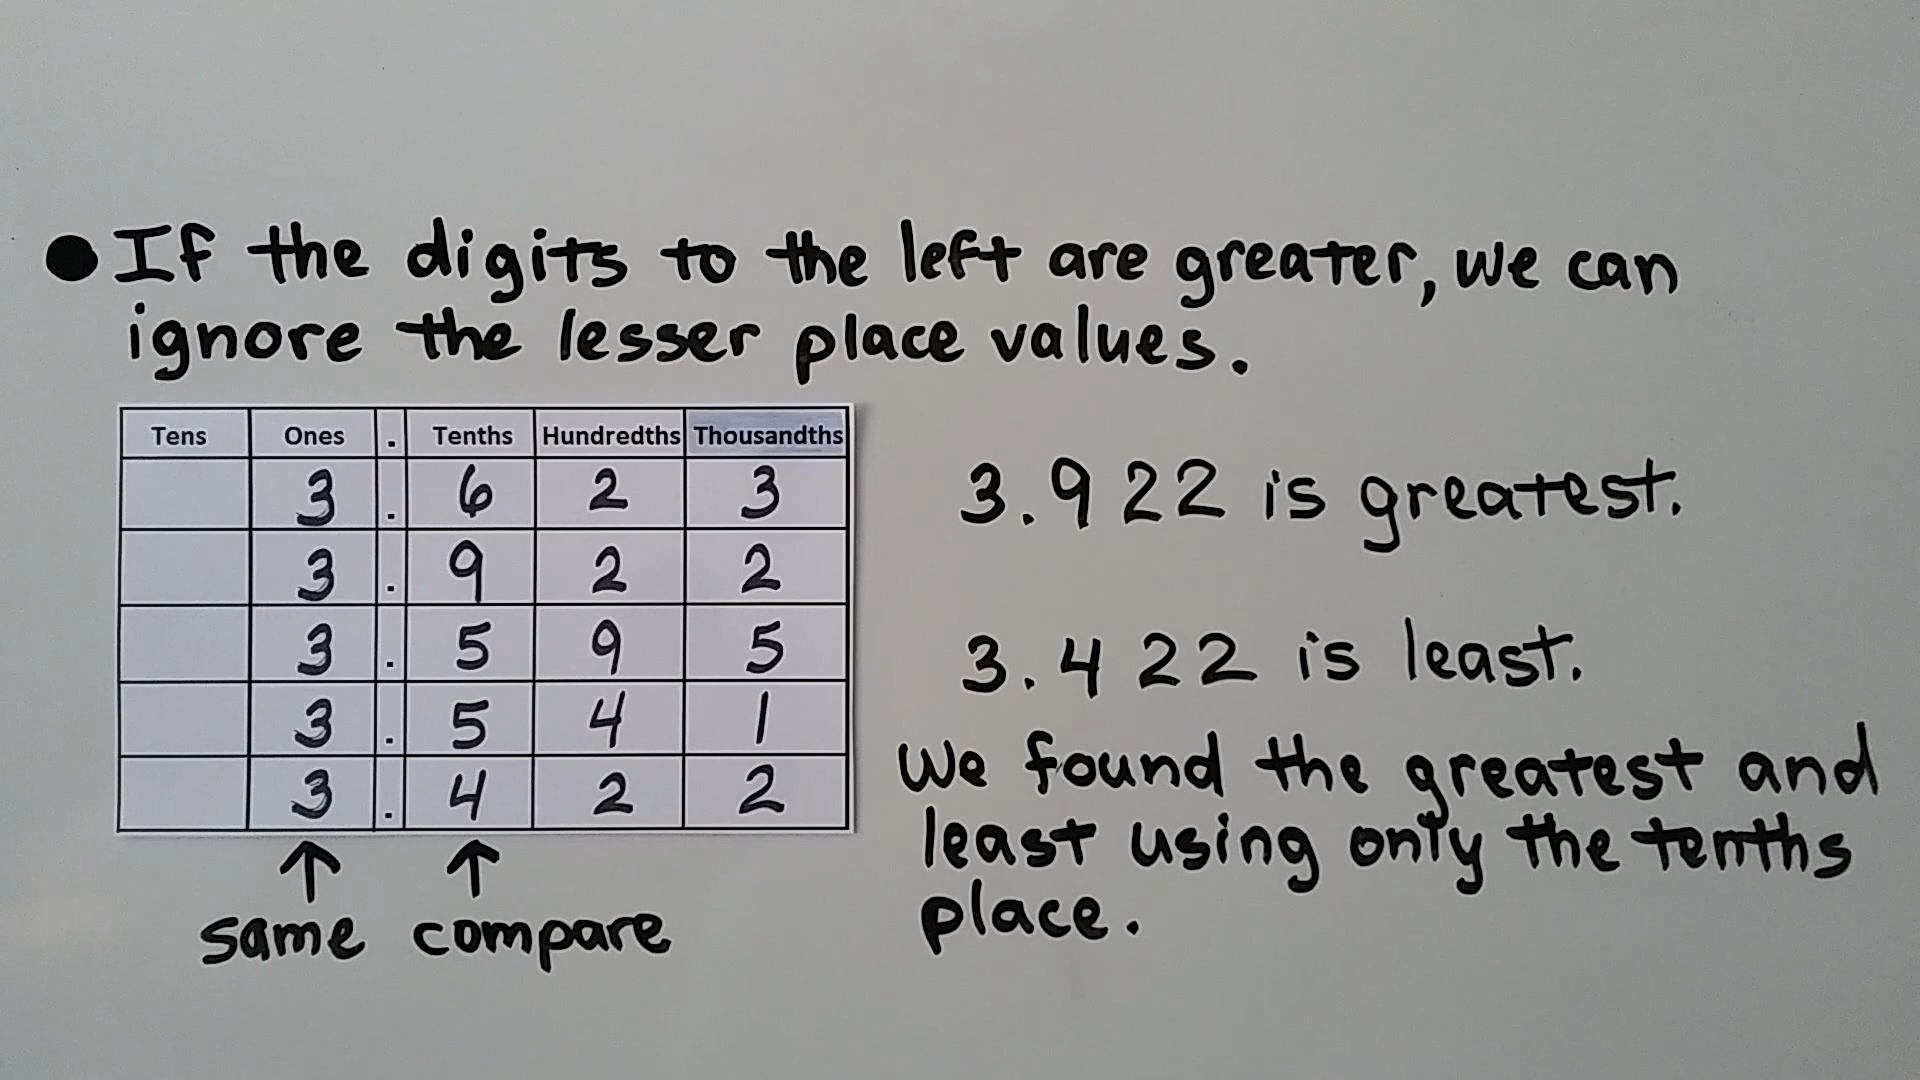 ● If the digits to the left are greater, we can
ignore the lesser place values.
Tens Ones . Tenths Hundredths Thousandths
3 . 6 2 3
3 . 9 2 2
3 . 5 9 5
3 . 5 4 1
3 . 4 2 2
↑ ↑
same compare
3.922 is greatest.
3.422 is least.
We found the greatest and
least using only the tenths
place.